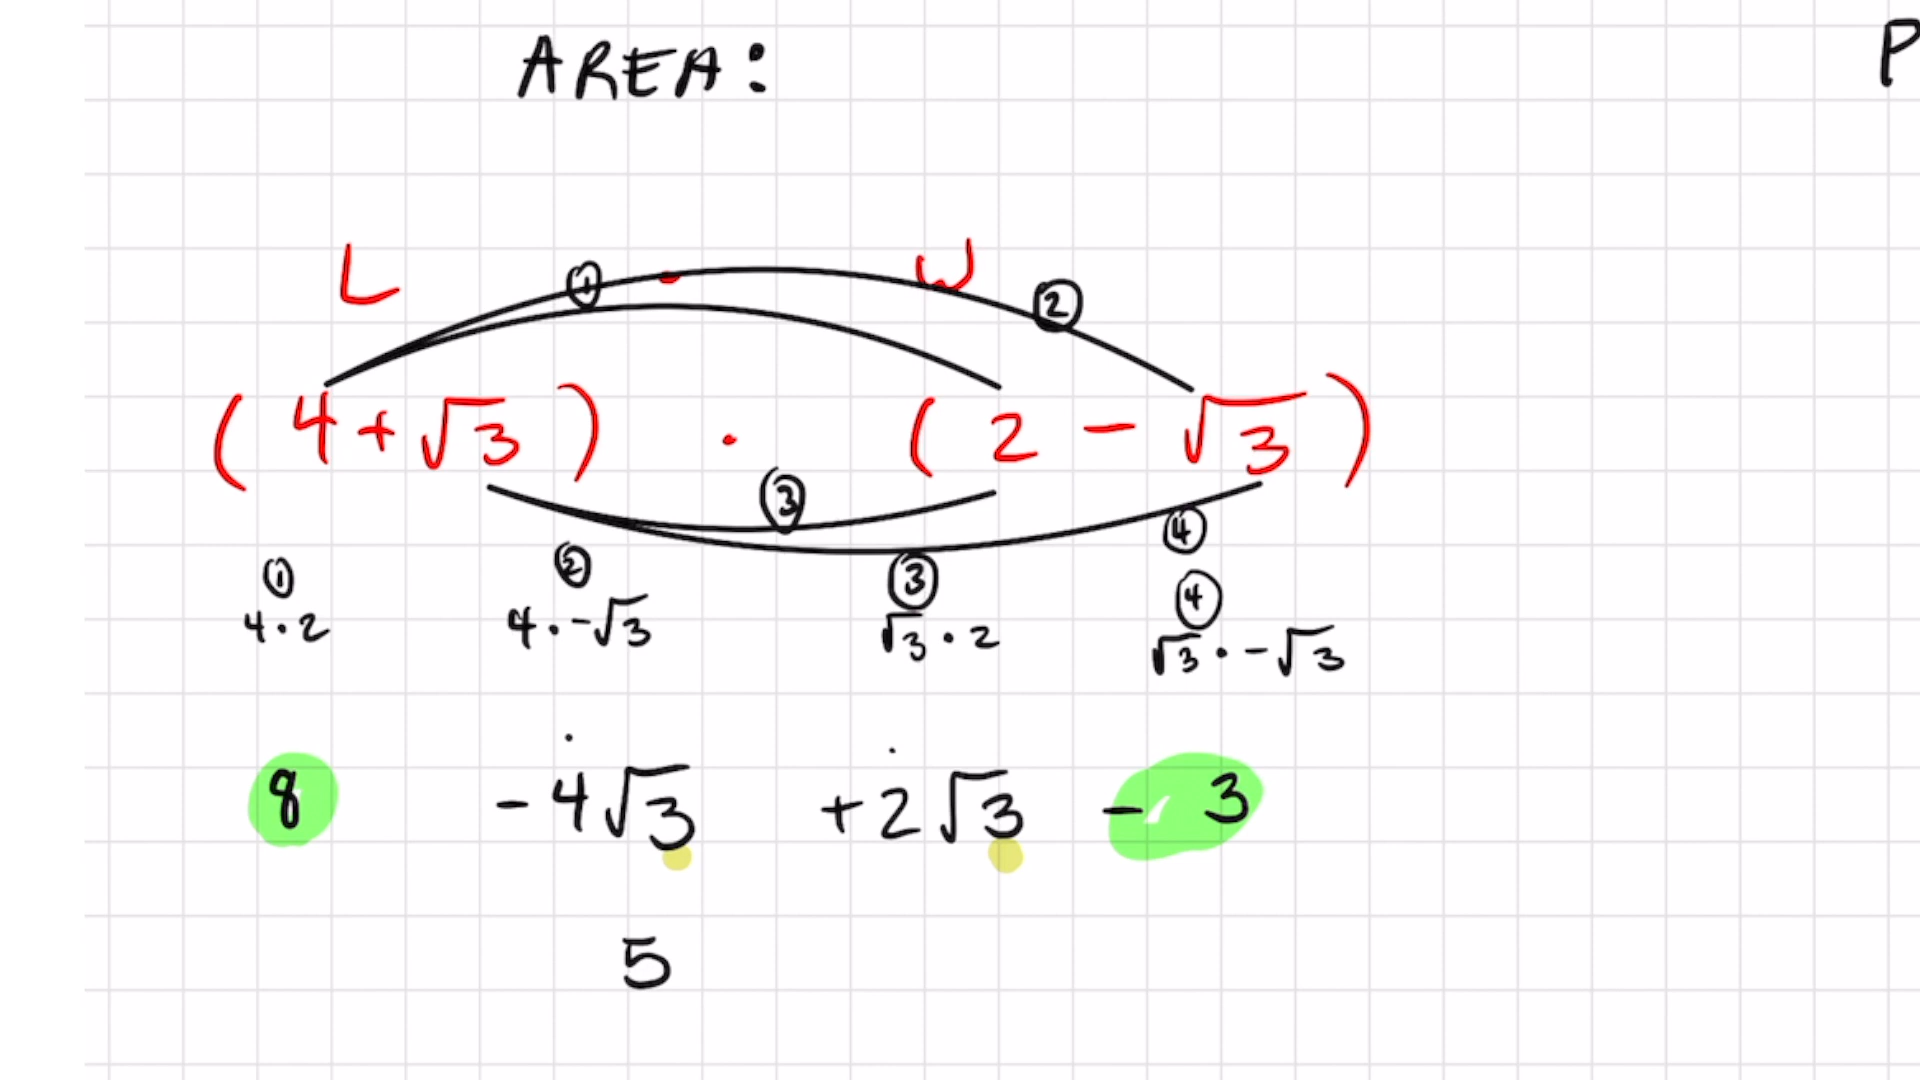 AREA: P
L · W
① ②
(4+√3) · (2-√3)
③ ④
① ② ③ ④
4·2 4·-√3 √3·2 √3·-√3
8 -4√3 +2√3 - 3
5